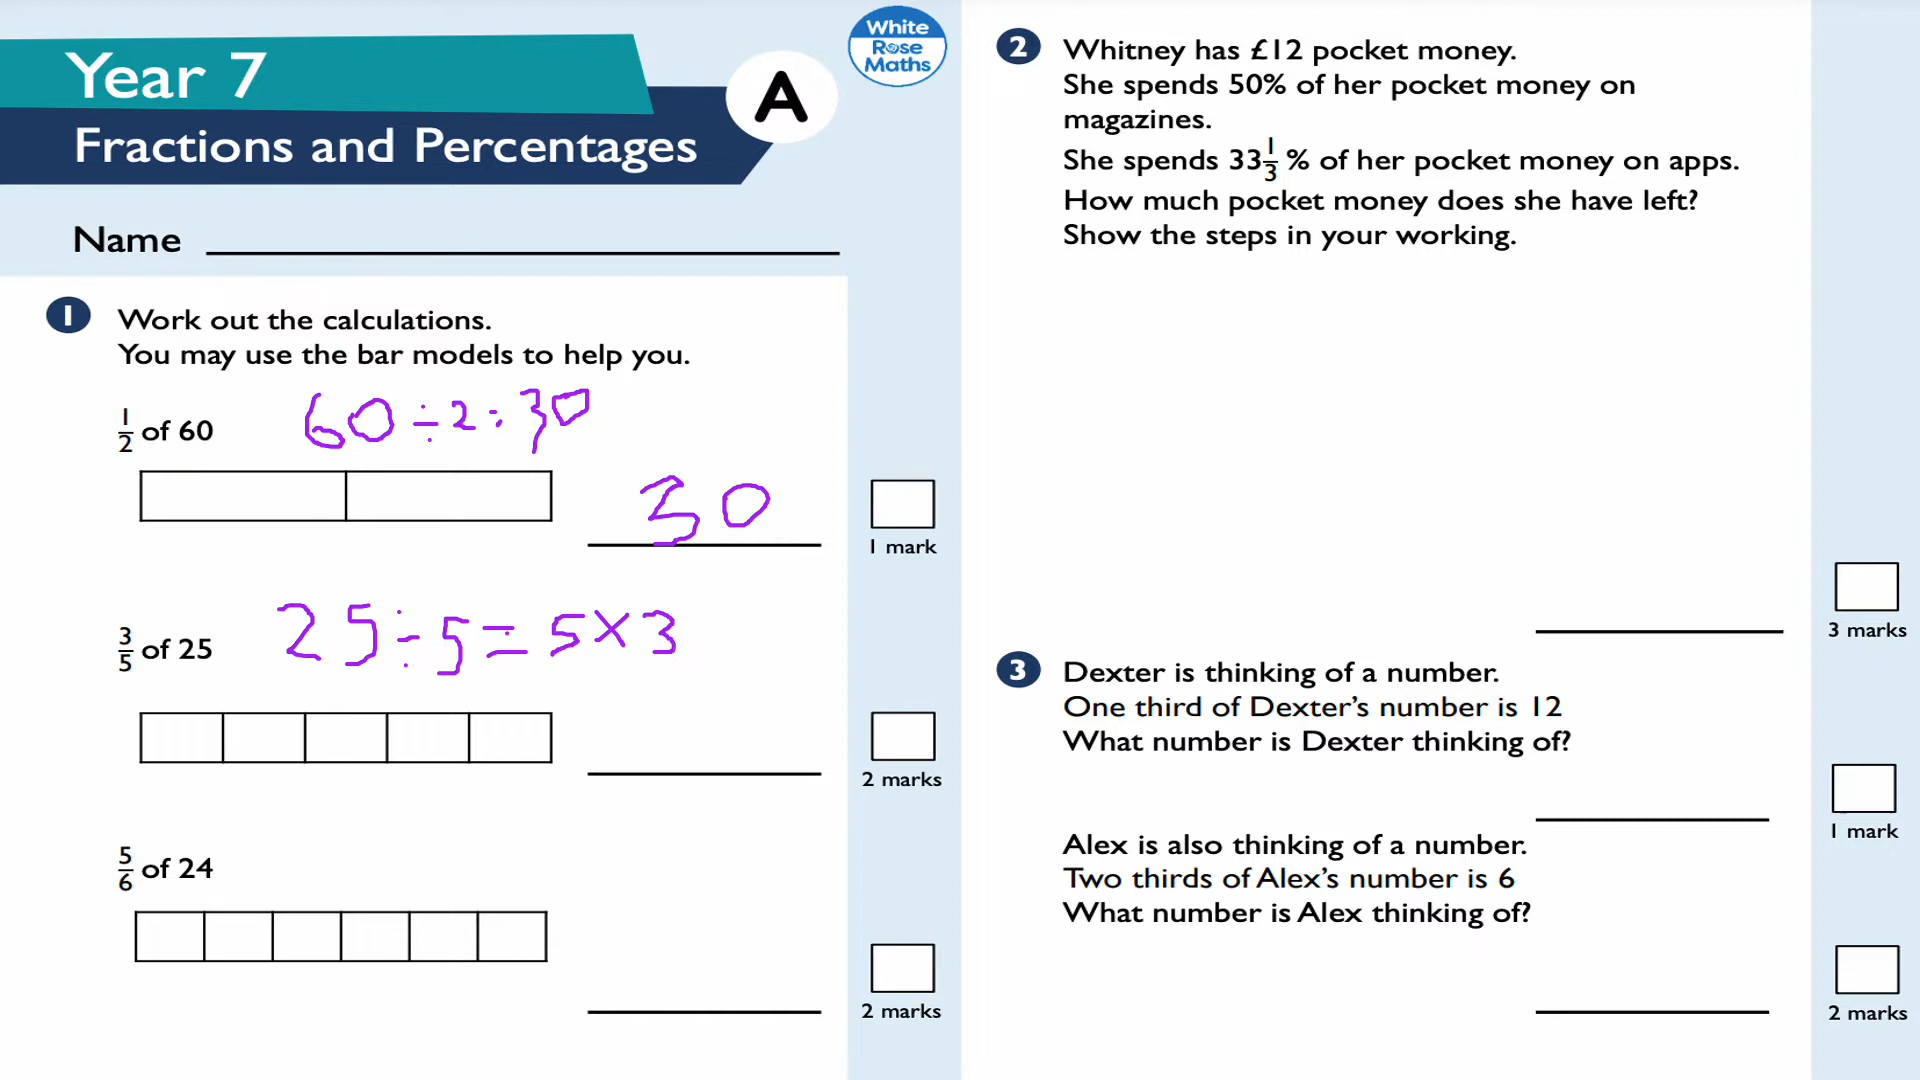 Year 7
Fractions and Percentages
A
White
Rose
Maths
Name
1 Work out the calculations.
You may use the bar models to help you.
1/2 of 60 60 ÷ 2 = 30
30
1 mark
3/5 of 25 25 ÷ 5 = 5 × 3
2 marks
5/6 of 24
2 marks
2 Whitney has £12 pocket money.
She spends 50% of her pocket money on
magazines.
She spends 33 1/3 % of her pocket money on apps.
How much pocket money does she have left?
Show the steps in your working.
3 marks
3 Dexter is thinking of a number.
One third of Dexter's number is 12
What number is Dexter thinking of?
1 mark
Alex is also thinking of a number.
Two thirds of Alex's number is 6
What number is Alex thinking of?
2 marks